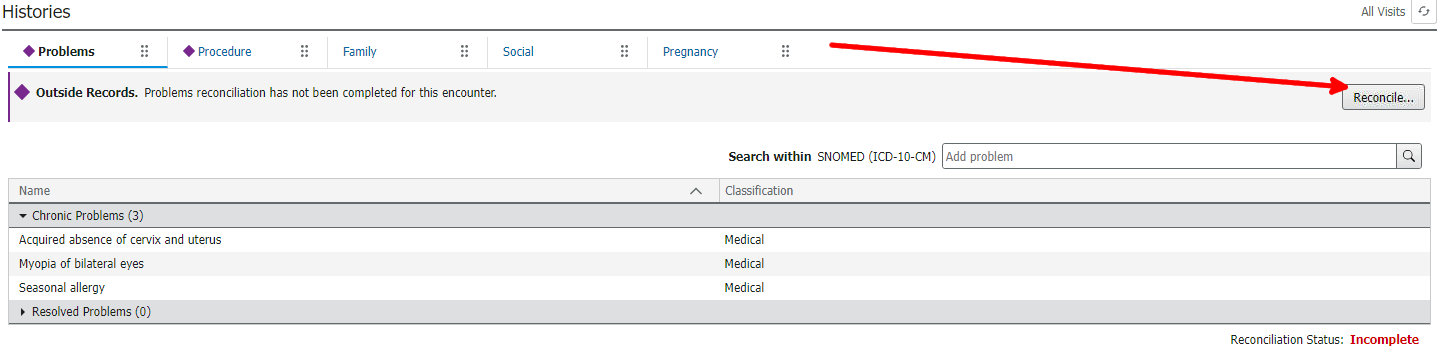 Histories
All Visits
Problems Procedure Family Social Pregnancy
Outside Records. Problems reconciliation has not been completed for this encounter.
Reconcile...
Search within SNOMED (ICD-10-CM) Add problem
Name Classification
Chronic Problems (3)
Acquired absence of cervix and uterus Medical
Myopia of bilateral eyes Medical
Seasonal allergy Medical
Resolved Problems (0)
Reconciliation Status: Incomplete